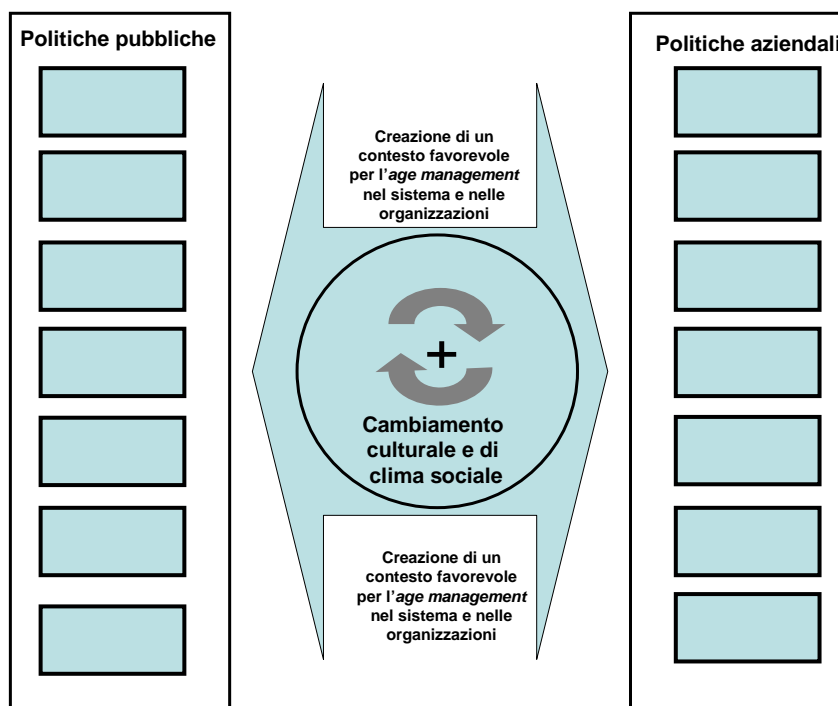 Politiche pubbliche
Politiche aziendali
Creazione di un
contesto favorevole
per l'age management
nel sistema e nelle
organizzazioni
+
Cambiamento
culturale e di
clima sociale
Creazione di un
contesto favorevole
per l'age management
nel sistema e nelle
organizzazioni